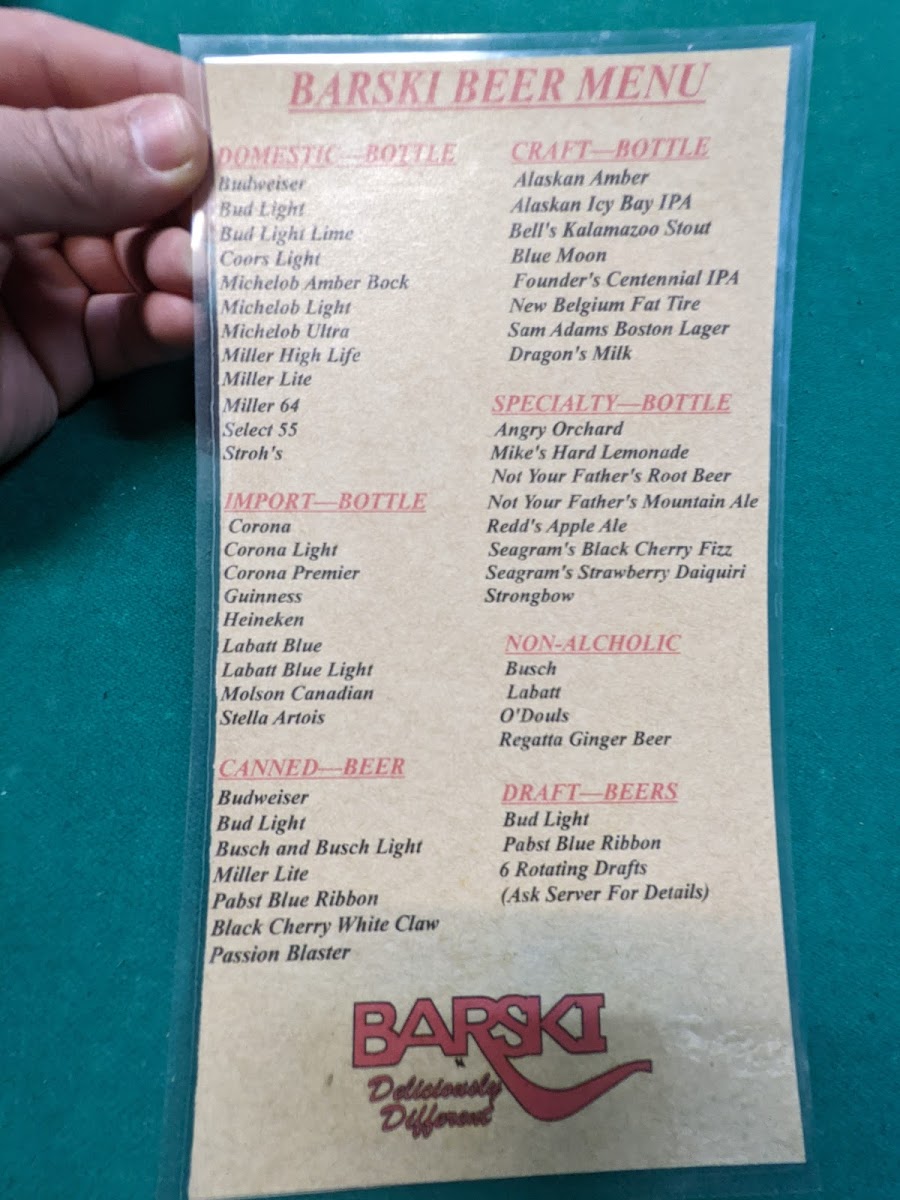 BARSKI BEER MENU
DOMESTIC—BOTTLE
Budweiser
Bud Light
Bud Light Lime
Coors Light
Michelob Amber Bock
Michelob Light
Michelob Ultra
Miller High Life
Miller Lite
Miller 64
Select 55
Stroh's
IMPORT—BOTTLE
Corona
Corona Light
Corona Premier
Guinness
Heineken
Labatt Blue
Labatt Blue Light
Molson Canadian
Stella Artois
CANNED—BEER
Budweiser
Bud Light
Busch and Busch Light
Miller Lite
Pabst Blue Ribbon
Black Cherry White Claw
Passion Blaster
CRAFT—BOTTLE
Alaskan Amber
Alaskan Icy Bay IPA
Bell's Kalamazoo Stout
Blue Moon
Founder's Centennial IPA
New Belgium Fat Tire
Sam Adams Boston Lager
Dragon's Milk
SPECIALTY—BOTTLE
Angry Orchard
Mike's Hard Lemonade
Not Your Father's Root Beer
Not Your Father's Mountain Ale
Redd's Apple Ale
Seagram's Black Cherry Fizz
Seagram's Strawberry Daiquiri
Strongbow
NON-ALCHOLIC
Busch
Labatt
O'Douls
Regatta Ginger Beer
DRAFT—BEERS
Bud Light
Pabst Blue Ribbon
6 Rotating Drafts
(Ask Server For Details)
BARSKI
Deliciously
Different